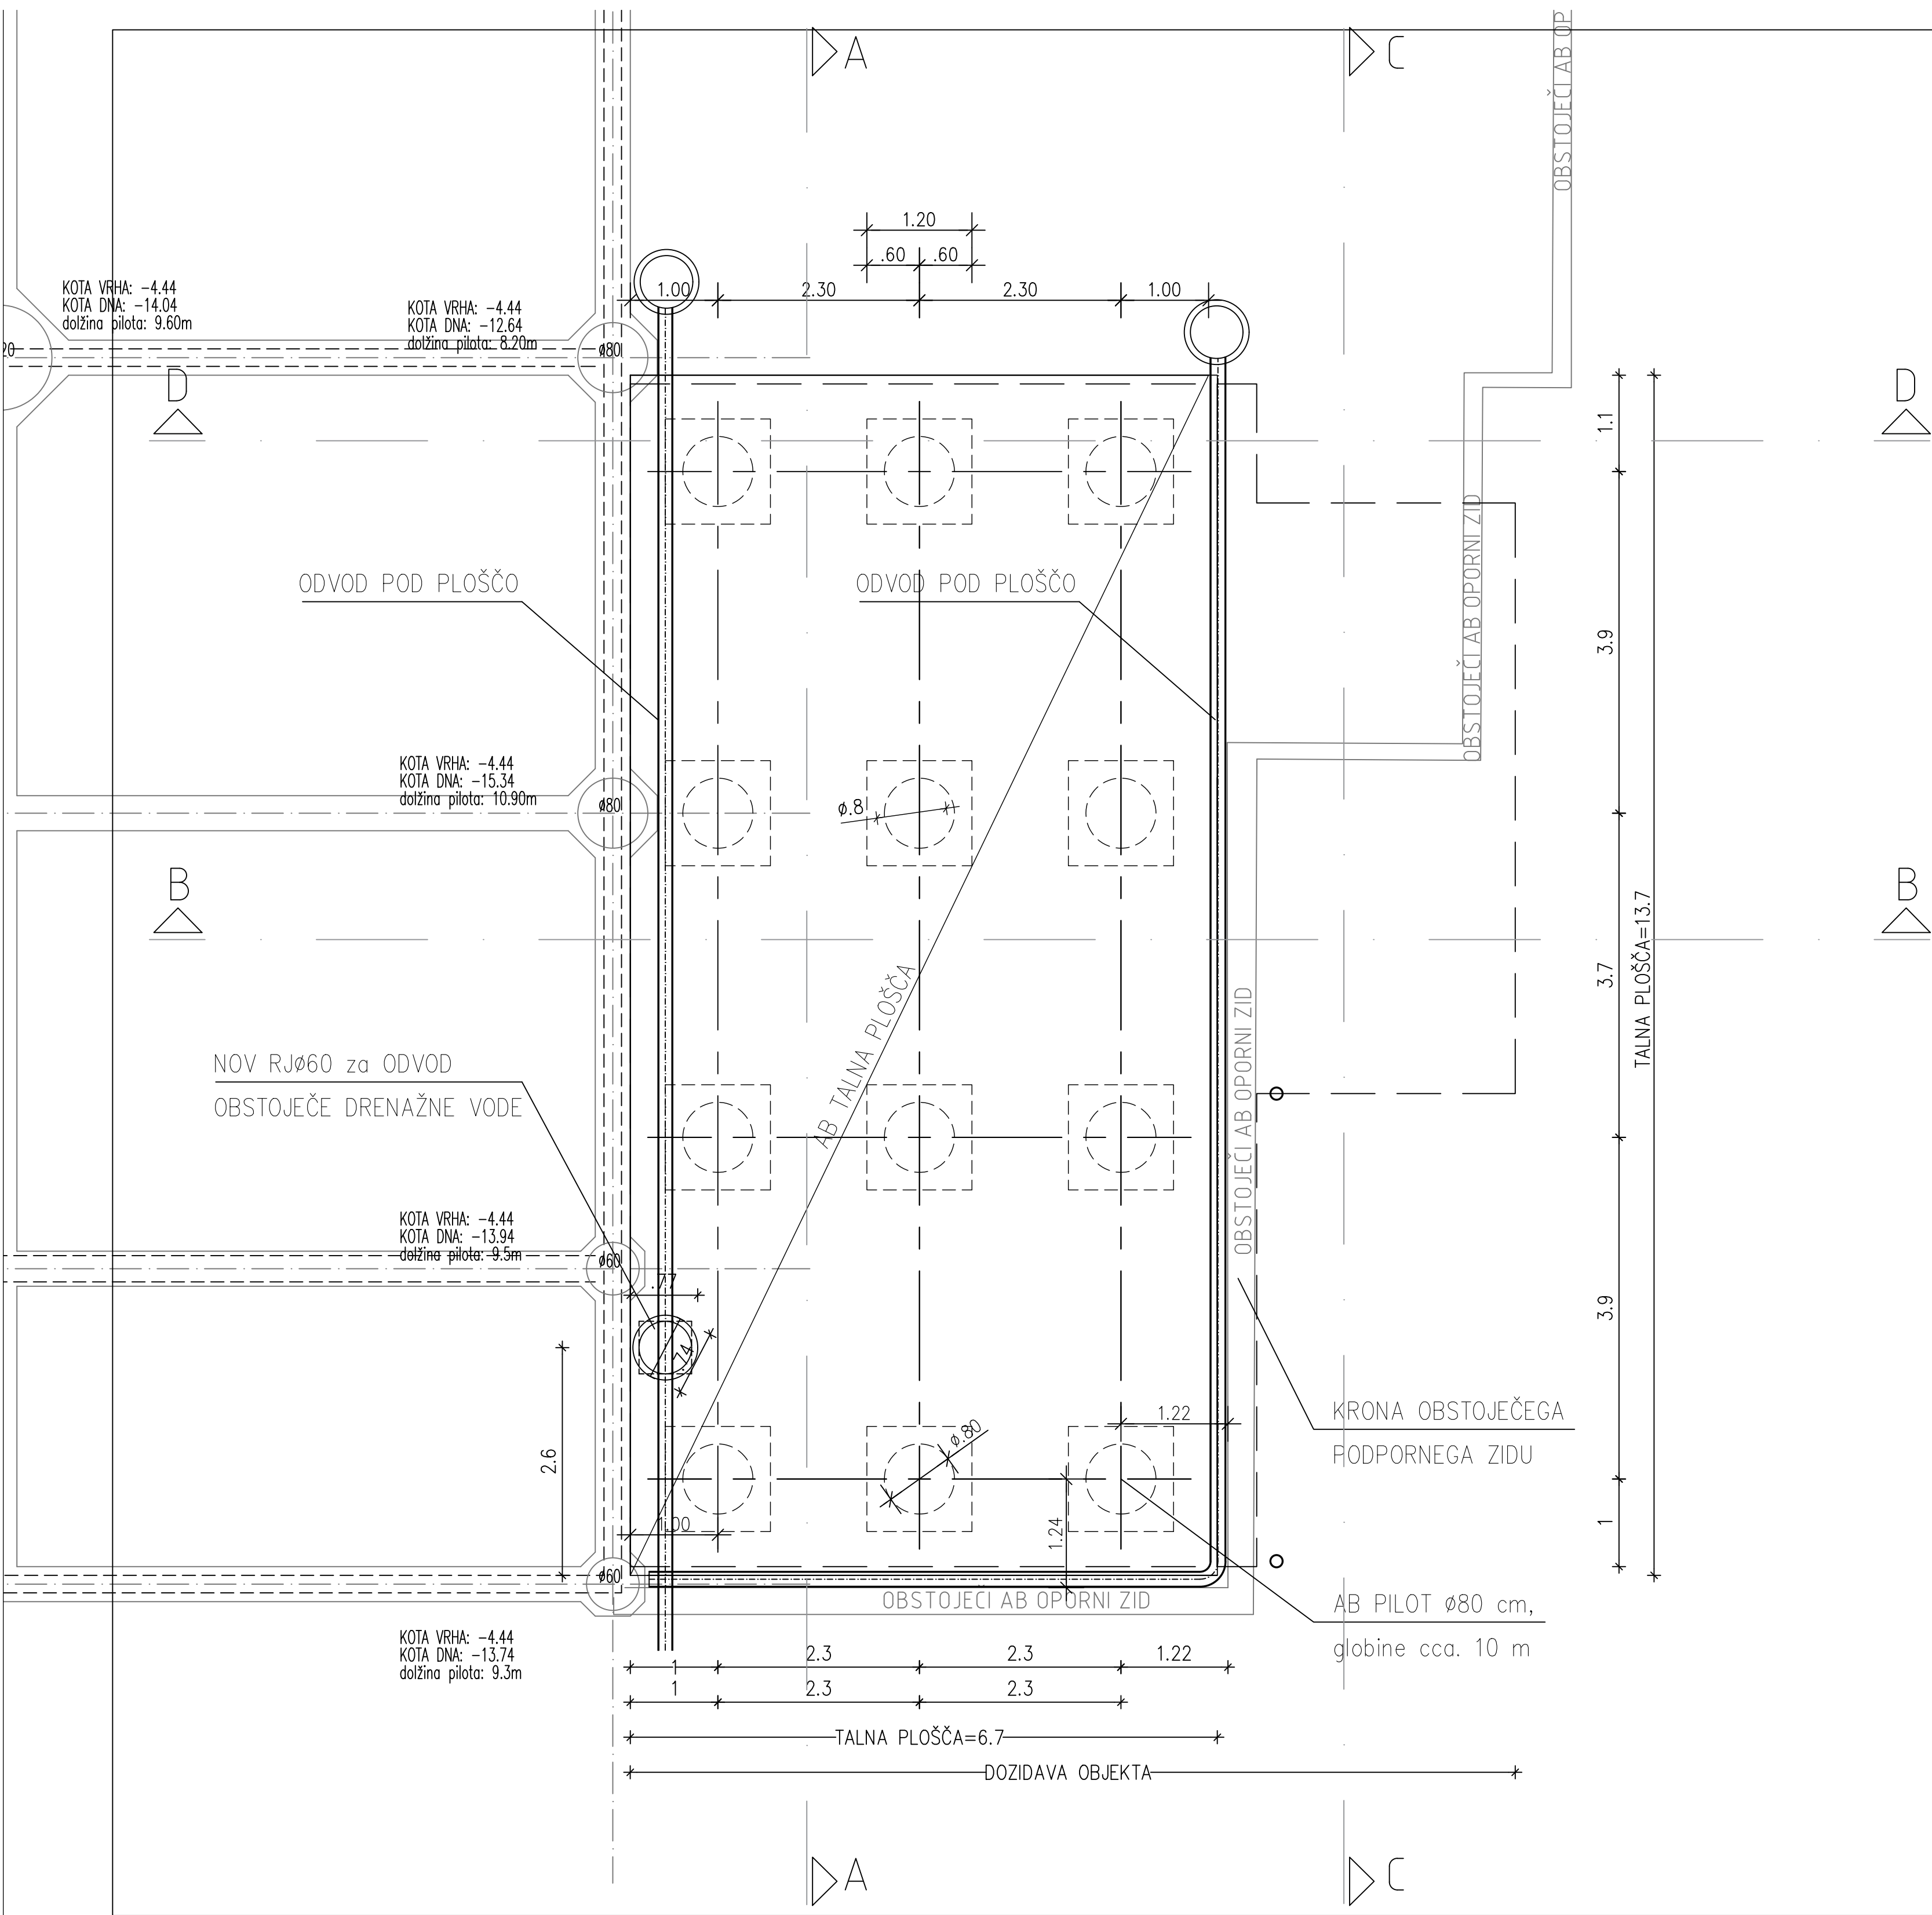 A
C
OBSTOJEČI AB OP
1.20
.60
.60
1.00
2.30
2.30
1.00
KOTA VRHA: -4.44
KOTA DNA: -14.04
dolžina pilota: 9.60m
KOTA VRHA: -4.44
KOTA DNA: -12.64
dolžina pilota: 8.20m
20
ø80
D
D
1.1
OBSTOJEČI AB OPORNI ZID
ODVOD POD PLOŠČO
ODVOD POD PLOŠČO
3.9
KOTA VRHA: -4.44
KOTA DNA: -15.34
dolžina pilota: 10.90m
ø80
ø.8
B
B
3.7
TALNA PLOŠČA=13.7
AB TALNA PLOŠČA
OBSTOJEČI AB OPORNI ZID
NOV RJø60 za ODVOD
OBSTOJEČE DRENAŽNE VODE
KOTA VRHA: -4.44
KOTA DNA: -13.94
dolžina pilota: 9.5m
ø60
.77
.74
3.9
2.6
1.22
ø.80
KRONA OBSTOJEČEGA
PODPORNEGA ZIDU
1.00
1.24
1
ø60
OBSTOJEČI AB OPORNI ZID
AB PILOT ø80 cm,
globine cca. 10 m
KOTA VRHA: -4.44
KOTA DNA: -13.74
dolžina pilota: 9.3m
1
2.3
2.3
1.22
1
2.3
2.3
TALNA PLOŠČA=6.7
DOZIDAVA OBJEKTA
A
C